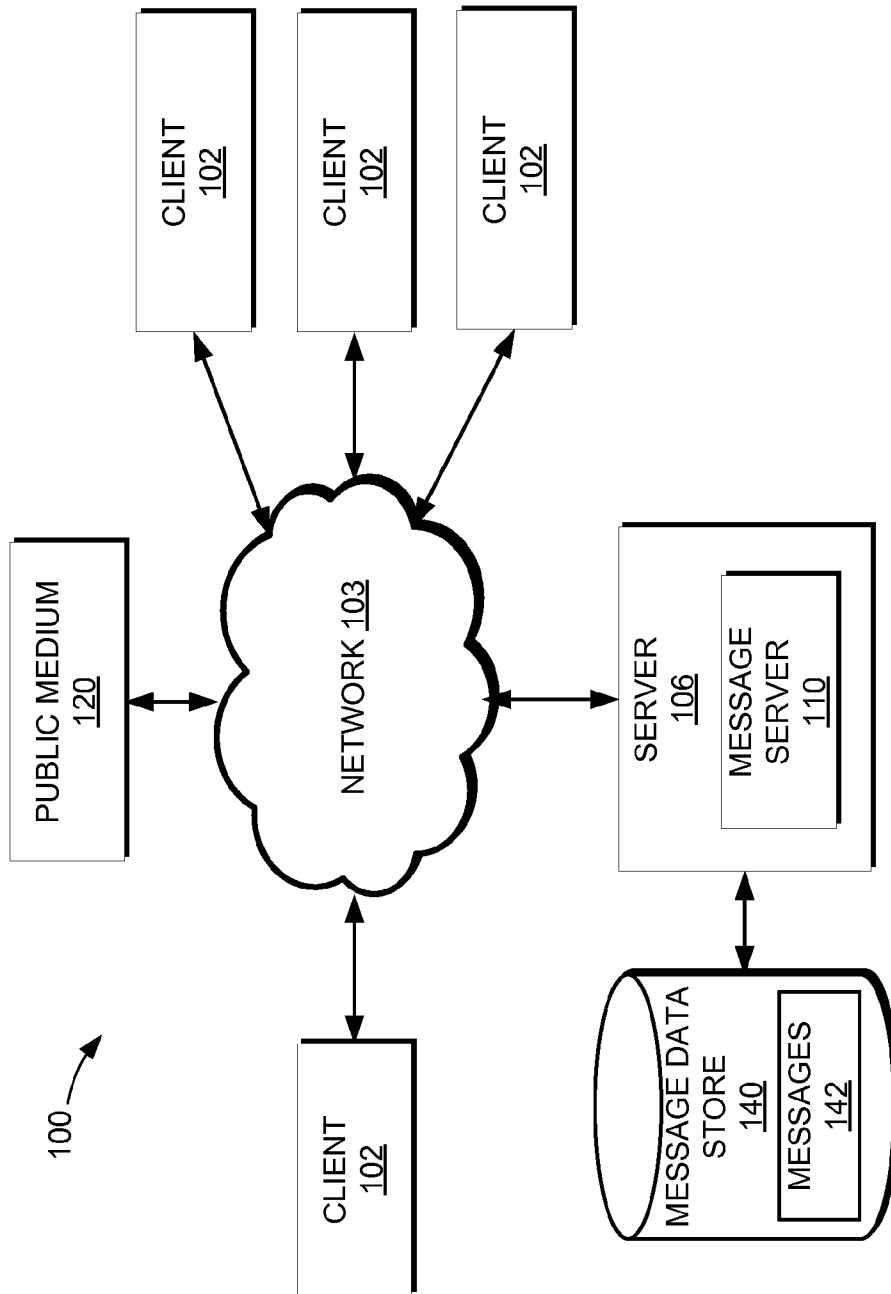 100
PUBLIC MEDIUM
120
CLIENT
102
CLIENT
102
NETWORK 103
CLIENT
102
CLIENT
102
MESSAGE DATA
STORE
140
MESSAGES
142
SERVER
106
MESSAGE
SERVER
110